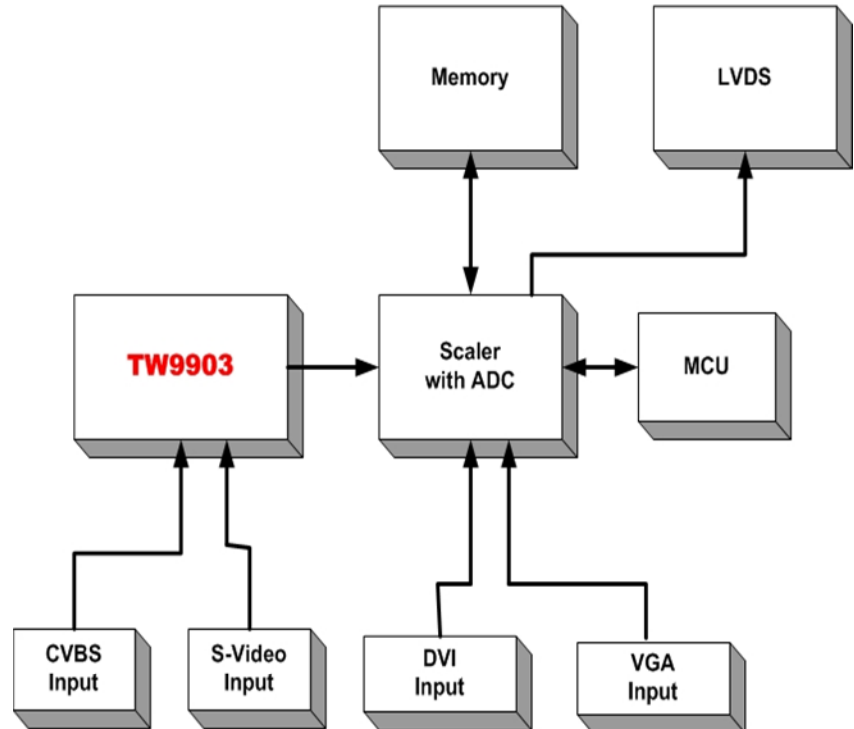 Memory
LVDS
TW9903
Scaler
with ADC
MCU
CVBS
Input
S-Video
Input
DVI
Input
VGA
Input